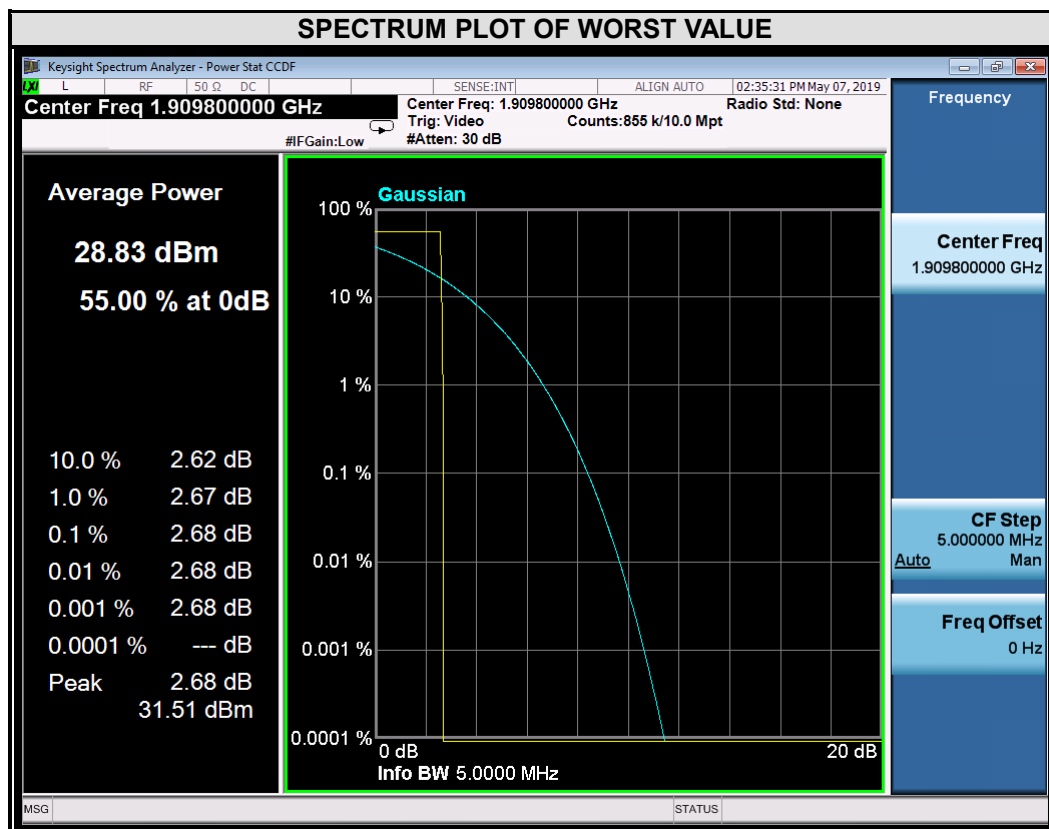 SPECTRUM PLOT OF WORST VALUE
Keysight Spectrum Analyzer - Power Stat CCDF
LXI L RF 50 Ω DC SENSE:INT ALIGN AUTO 02:35:31 PM May 07, 2019
Center Freq 1.909800000 GHz
Center Freq: 1.909800000 GHz Radio Std: None
Trig: Video Counts:855 k/10.0 Mpt
#IFGain:Low #Atten: 30 dB
Average Power
28.83 dBm
55.00 % at 0dB
10.0 % 2.62 dB
1.0 % 2.67 dB
0.1 % 2.68 dB
0.01 % 2.68 dB
0.001 % 2.68 dB
0.0001 % --- dB
Peak 2.68 dB
31.51 dBm
Gaussian
100 %
10 %
1 %
0.1 %
0.01 %
0.001 %
0.0001 %
0 dB 20 dB
Info BW 5.0000 MHz
Frequency
Center Freq
1.909800000 GHz
CF Step
5.000000 MHz
Auto Man
Freq Offset
0 Hz
MSG STATUS